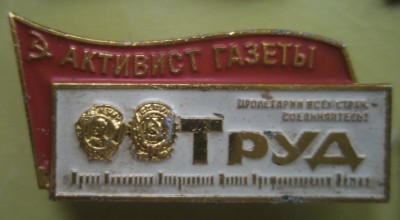 АКТИВИСТ ГАЗЕТЫ
ПРОЛЕТАРИИ ВСЕХ СТРАН,
СОЕДИНЯЙТЕСЬ!
ТРУД